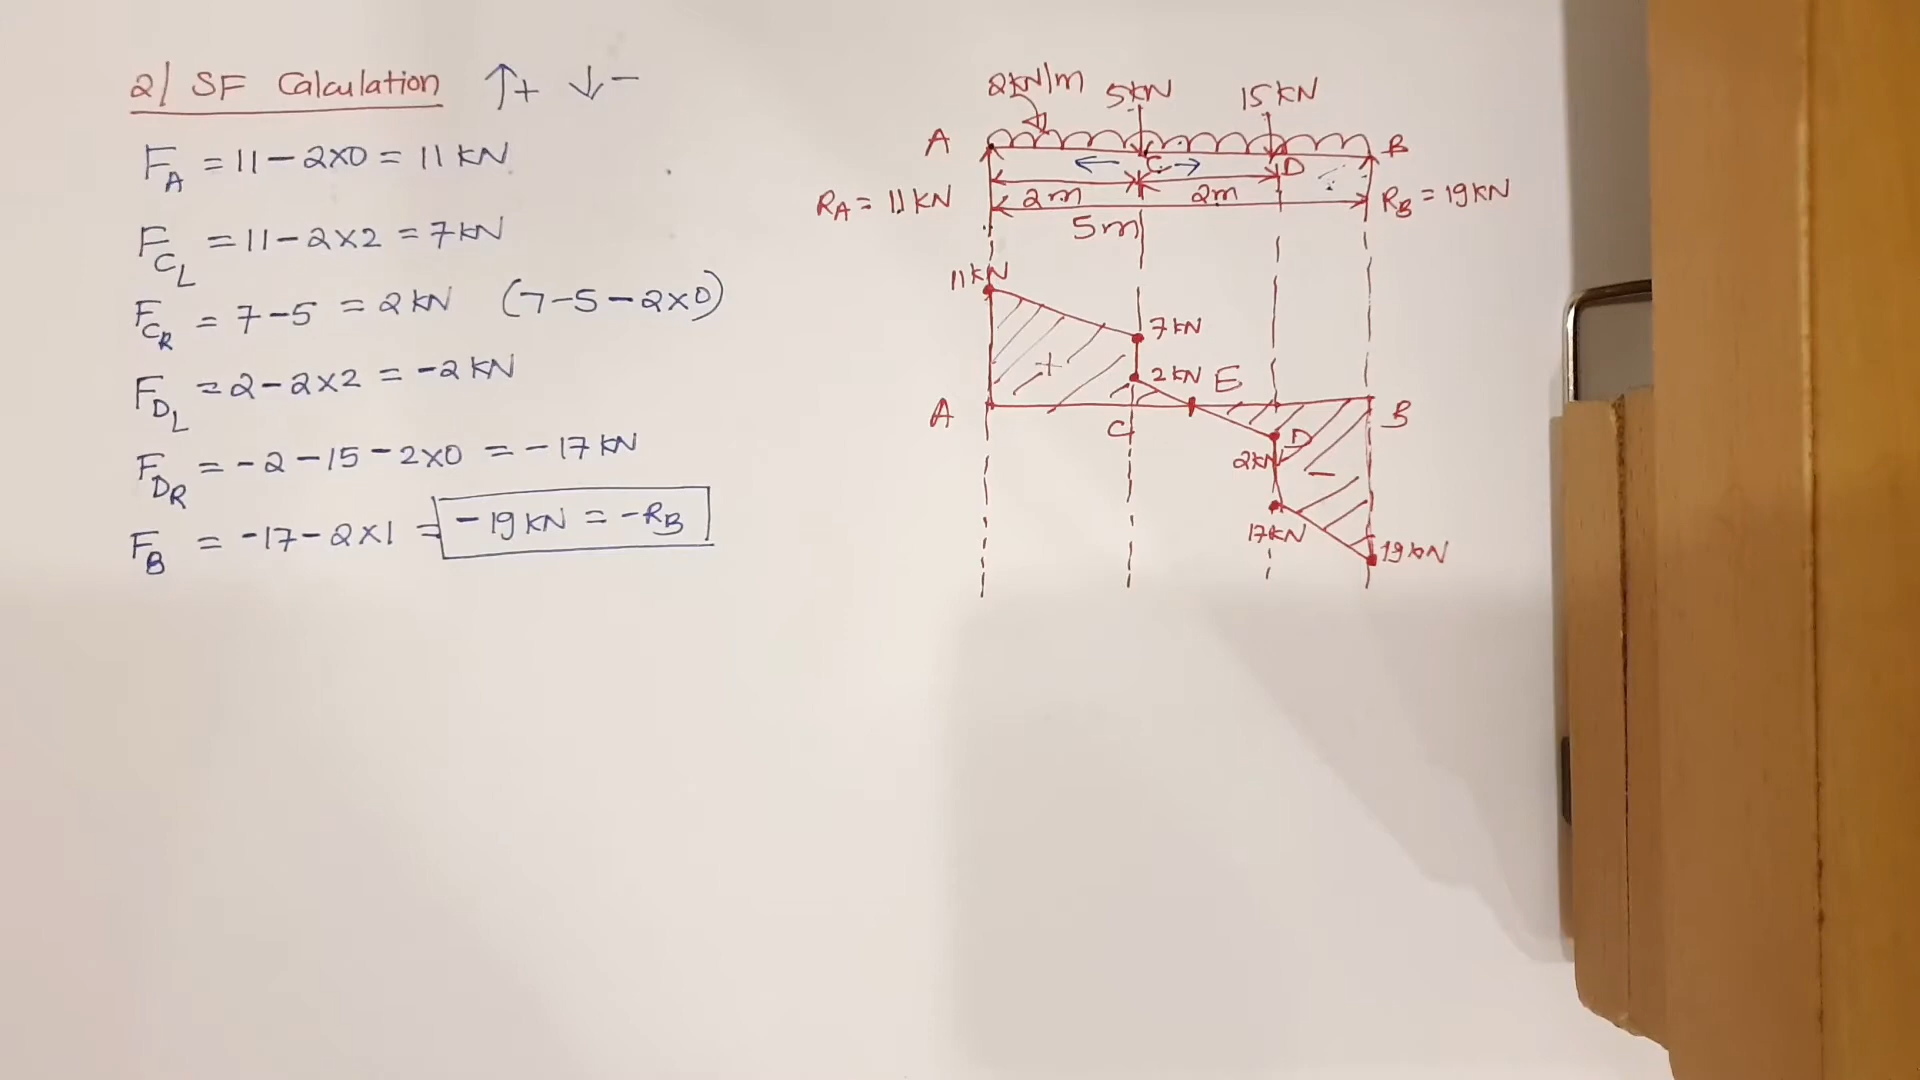 2/ SF Calculation ↑+ ↓-
F_A = 11 - 2×0 = 11 KN
F_CL = 11 - 2×2 = 7 KN
F_CR = 7-5 = 2 KN (7-5-2×0)
F_DL = 2-2×2 = -2 KN
F_DR = -2-15-2×0 = -17 KN
F_B = -17-2×1 = -19 KN = -R_B
2KN/m 5KN 15 KN
A B
C D
R_A = 11 KN 2m 2m R_B = 19 KN
5m
11 KN
7 KN
2 KN E
+
A C B
D
2KN
-
17KN
19 KN